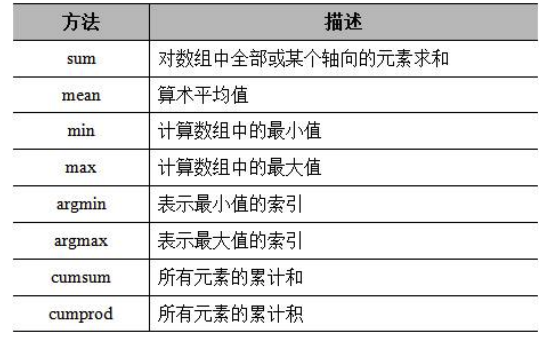 方法 描述
sum 对数组中全部或某个轴向的元素求和
mean 算术平均值
min 计算数组中的最小值
max 计算数组中的最大值
argmin 表示最小值的索引
argmax 表示最大值的索引
cumsum 所有元素的累计和
cumprod 所有元素的累计积